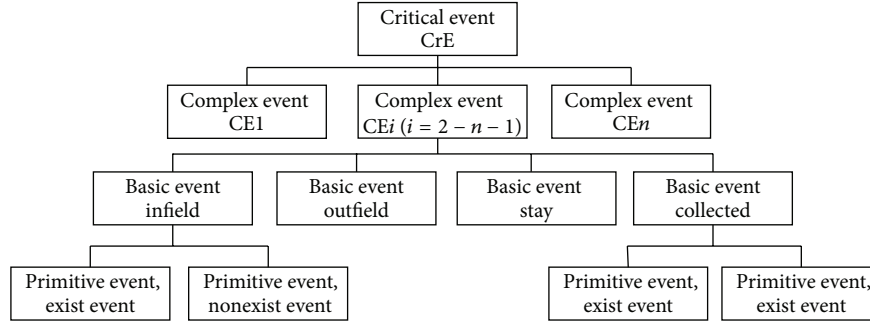 Critical event
CrE
Complex event
CE1
Complex event
CEi (i = 2 − n − 1)
Complex event
CEn
Basic event
infield
Basic event
outfield
Basic event
stay
Basic event
collected
Primitive event,
exist event
Primitive event,
nonexist event
Primitive event,
exist event
Primitive event,
exist event